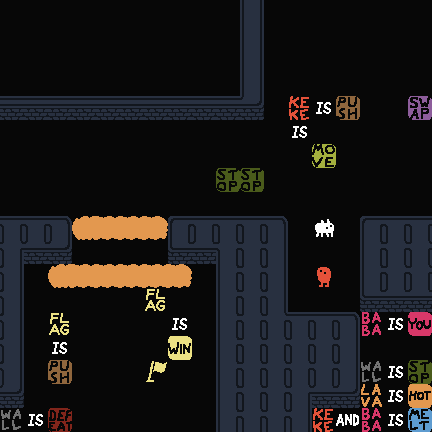 KEKE IS PUSH SWAP
IS
MOVE
STOP STOP
FLAG
FLAG IS
BABA IS YOU
IS WIN
PUSH
WALL IS STOP
LAVA IS HOT
WALL IS DEFEAT
KEKE AND BABA IS MELT